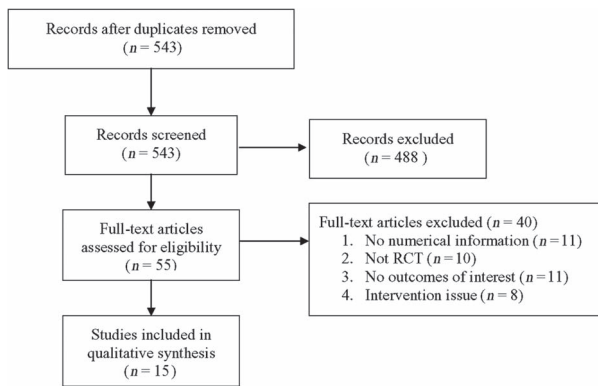 Records after duplicates removed
(n = 543)
Records screened
(n = 543)
Records excluded
(n = 488 )
Full-text articles
assessed for eligibility
(n = 55)
Full-text articles excluded (n = 40)
1. No numerical information (n =11)
2. Not RCT (n = 10)
3. No outcomes of interest (n =11)
4. Intervention issue (n = 8)
Studies included in
qualitative synthesis
(n = 15)